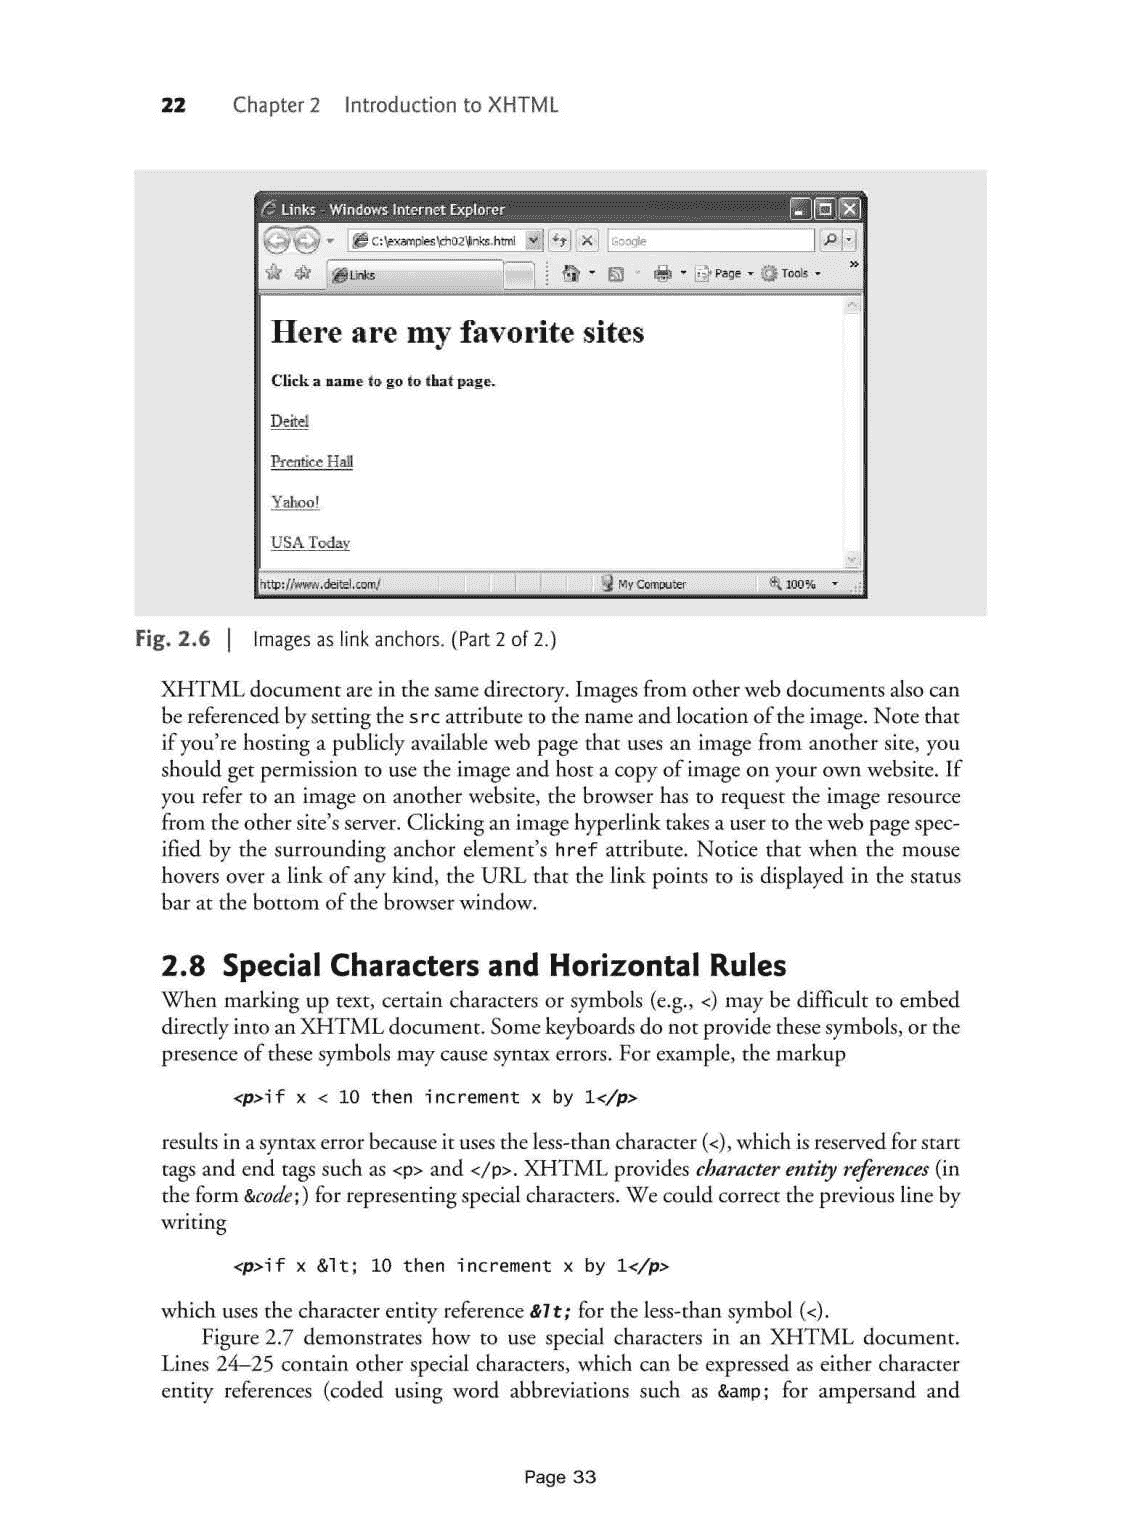 22 Chapter 2 Introduction to XHTML
Links - Windows Internet Explorer
C:\examples\ch02\links.html Google
Links Page Tools »
Here are my favorite sites
Click a name to go to that page.
Deitel
Prentice Hall
Yahoo!
USA Today
http://www.deitel.com/ My Computer 100%
Fig. 2.6 | Images as link anchors. (Part 2 of 2.)
XHTML document are in the same directory. Images from other web documents also can
be referenced by setting the src attribute to the name and location of the image. Note that
if you're hosting a publicly available web page that uses an image from another site, you
should get permission to use the image and host a copy of image on your own website. If
you refer to an image on another website, the browser has to request the image resource
from the other site's server. Clicking an image hyperlink takes a user to the web page spec-
ified by the surrounding anchor element's href attribute. Notice that when the mouse
hovers over a link of any kind, the URL that the link points to is displayed in the status
bar at the bottom of the browser window.
2.8 Special Characters and Horizontal Rules
When marking up text, certain characters or symbols (e.g., <) may be difficult to embed
directly into an XHTML document. Some keyboards do not provide these symbols, or the
presence of these symbols may cause syntax errors. For example, the markup
<p>if x < 10 then increment x by 1</p>
results in a syntax error because it uses the less-than character (<), which is reserved for start
tags and end tags such as <p> and </p>. XHTML provides character entity references (in
the form &code;) for representing special characters. We could correct the previous line by
writing
<p>if x &lt; 10 then increment x by 1</p>
which uses the character entity reference &lt; for the less-than symbol (<).
Figure 2.7 demonstrates how to use special characters in an XHTML document.
Lines 24–25 contain other special characters, which can be expressed as either character
entity references (coded using word abbreviations such as &amp; for ampersand and
Page 33